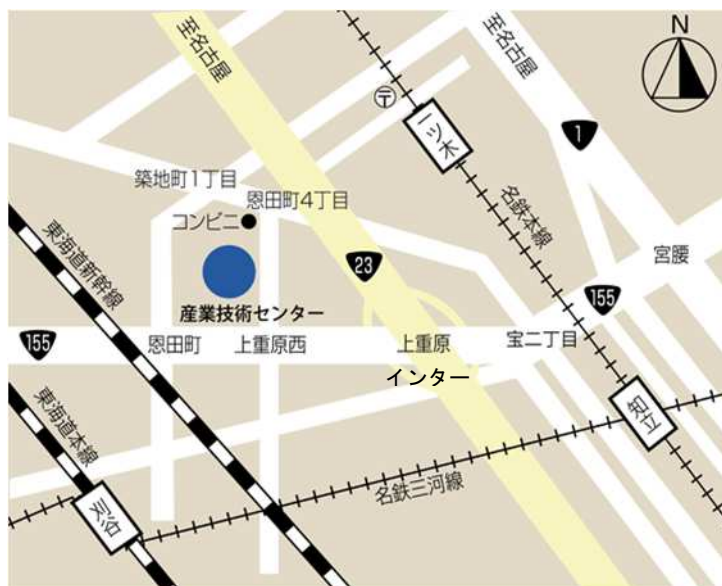 至名古屋
至名古屋
N
〒
一ツ木
1
築地町1丁目
恩田町4丁目
名鉄本線
コンビニ
東海道新幹線
23
宮腰
155
産業技術センター
155
恩田町
上重原西
上重原
宝二丁目
インター
東海道本線
知立
名鉄三河線
刈谷